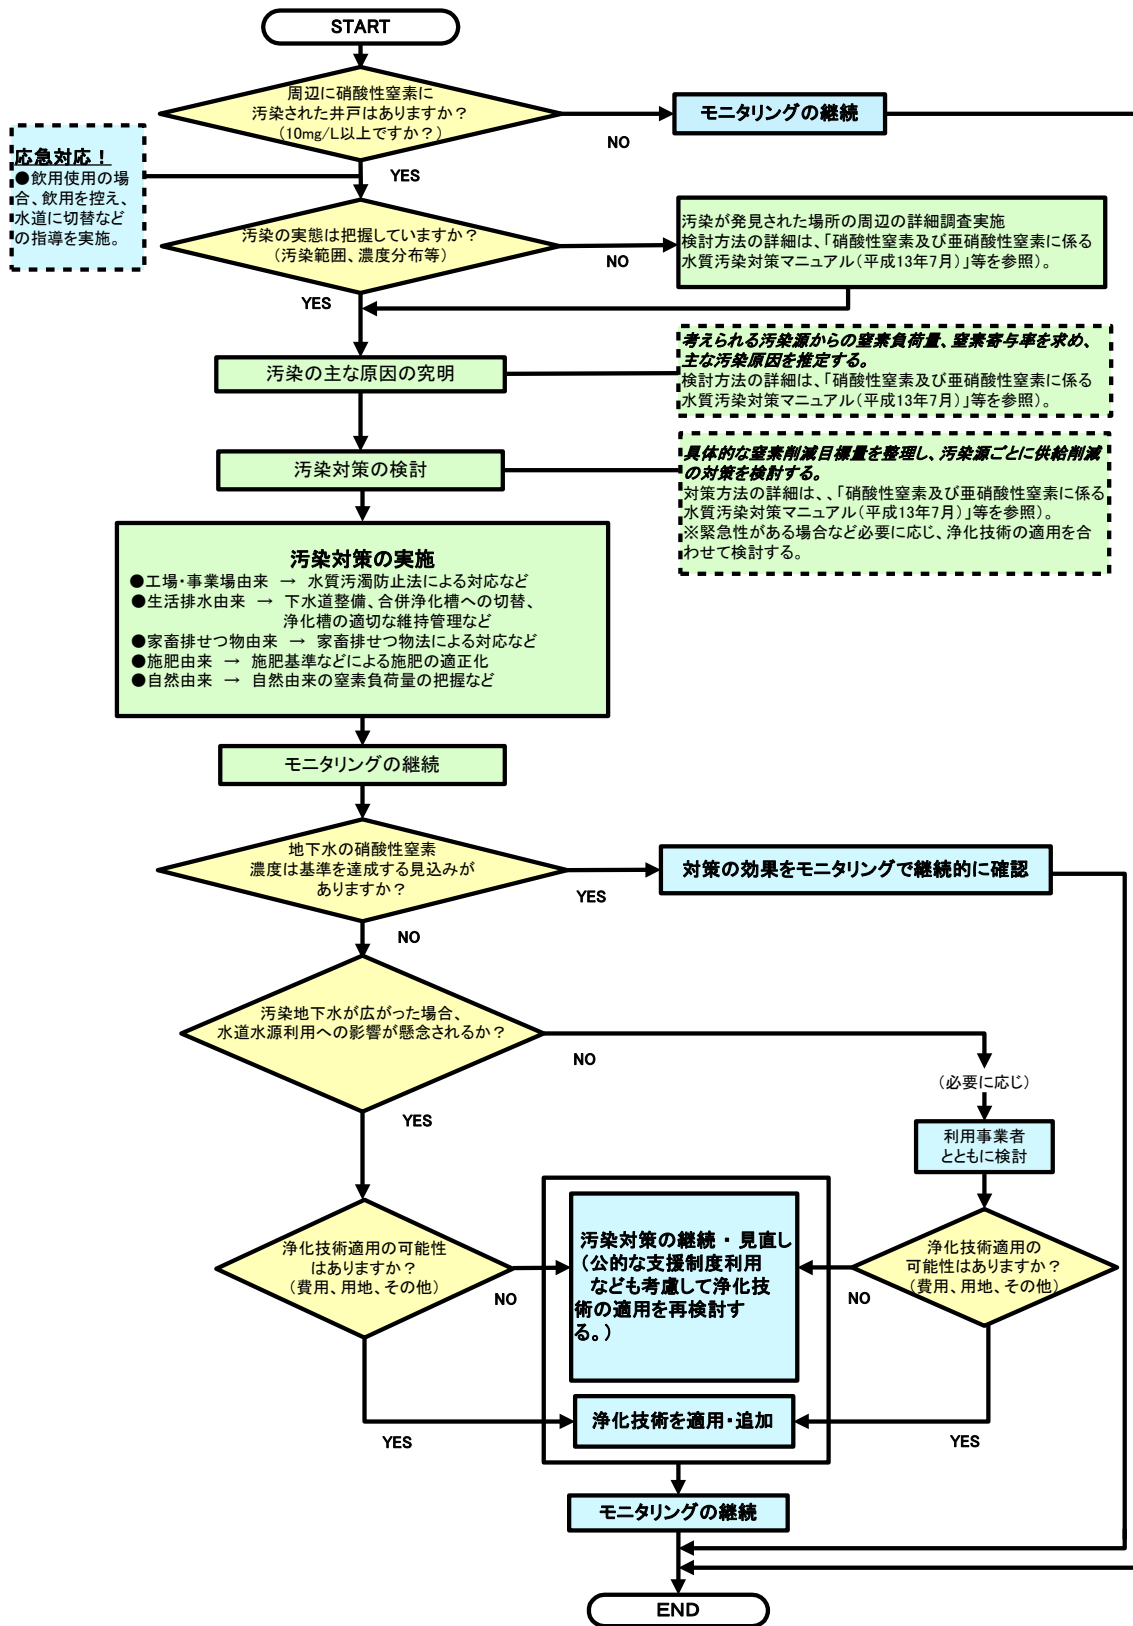 START
周辺に硝酸性窒素に
汚染された井戸はありますか？
(10mg/L以上ですか？)
NO
モニタリングの継続
YES
応急対応！
●飲用使用の場
合、飲用を控え、
水道に切替など
の指導を実施。
汚染の実態は把握していますか？
(汚染範囲、濃度分布等)
NO
YES
汚染が発見された場所の周辺の詳細調査実施
検討方法の詳細は、「硝酸性窒素及び亜硝酸性窒素に係る
水質汚染対策マニュアル(平成13年7月)」等を参照)。
汚染の主な原因の究明
考えられる汚染源からの窒素負荷量、窒素寄与率を求め、
主な汚染原因を推定する。
検討方法の詳細は、「硝酸性窒素及び亜硝酸性窒素に係る
水質汚染対策マニュアル(平成13年7月)」等を参照)。
汚染対策の検討
具体的な窒素削減目標量を整理し、汚染源ごとに供給削減
の対策を検討する。
対策方法の詳細は、、「硝酸性窒素及び亜硝酸性窒素に係る
水質汚染対策マニュアル(平成13年7月)」等を参照)。
※緊急性がある場合など必要に応じ、浄化技術の適用を合
わせて検討する。
汚染対策の実施
●工場・事業場由来 → 水質汚濁防止法による対応など
●生活排水由来 → 下水道整備、合併浄化槽への切替、
浄化槽の適切な維持管理など
●家畜排せつ物由来 → 家畜排せつ物法による対応など
●施肥由来 → 施肥基準などによる施肥の適正化
●自然由来 → 自然由来の窒素負荷量の把握など
モニタリングの継続
地下水の硝酸性窒素
濃度は基準を達成する見込みが
ありますか？
YES
対策の効果をモニタリングで継続的に確認
NO
汚染地下水が広がった場合、
水道水源利用への影響が懸念されるか？
NO
YES
(必要に応じ)
利用事業者
とともに検討
浄化技術適用の可能性
はありますか？
(費用、用地、その他)
NO
YES
汚染対策の継続・見直し
(公的な支援制度利用
なども考慮して浄化技
術の適用を再検討す
る。)
浄化技術適用の
可能性はありますか？
(費用、用地、その他)
NO
YES
浄化技術を適用・追加
モニタリングの継続
END